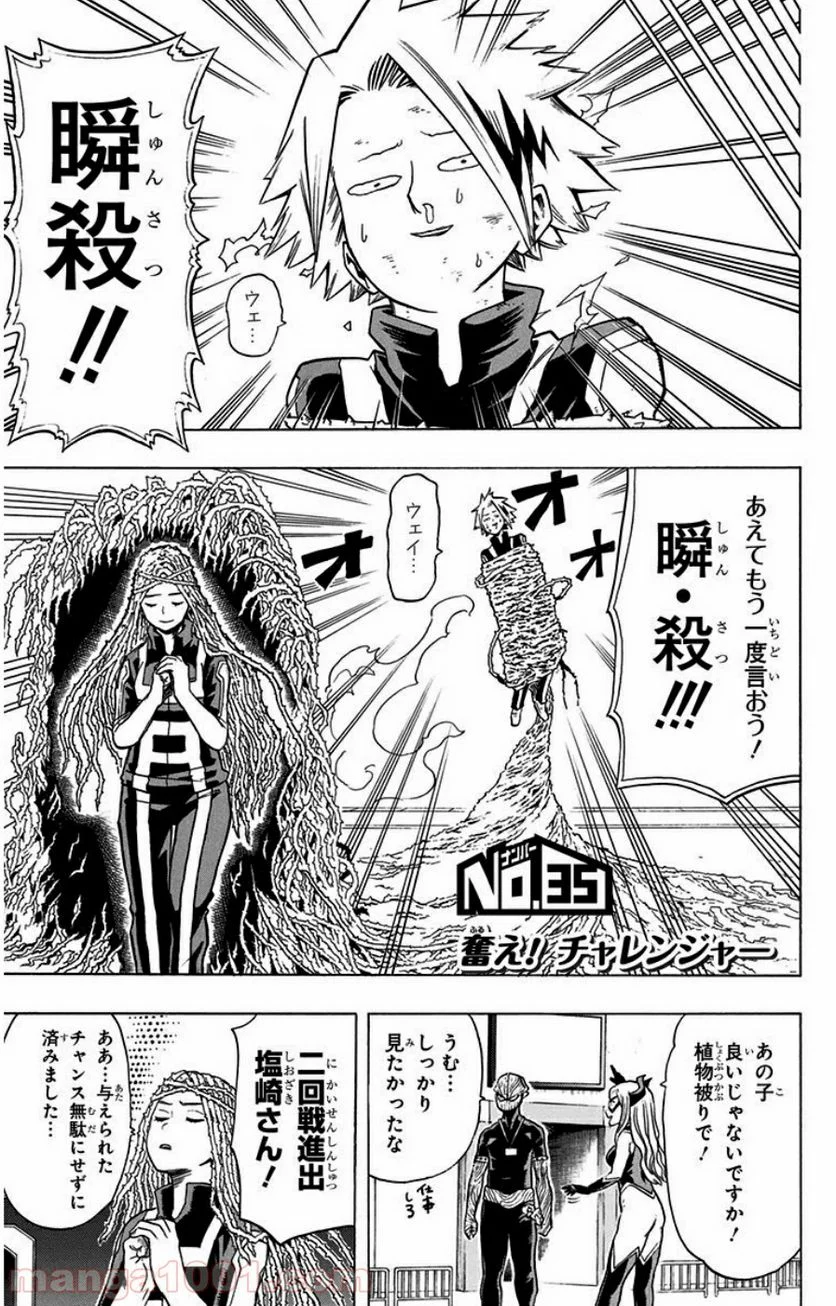 瞬殺!!
ウェ…
あえてもう
一度言おう!
瞬・殺!!!
オオオ
ウェイ…
ナンバー
No.35
奮え! チャレンジャー
あの子
良いじゃないですか!
植物被りで!
うむ…
しっかり
見たかったな
仕事
しろ
二回戦進出
塩崎さん!
ああ…与えられた
チャンス無駄にせずに
済みました…
manga1001.com